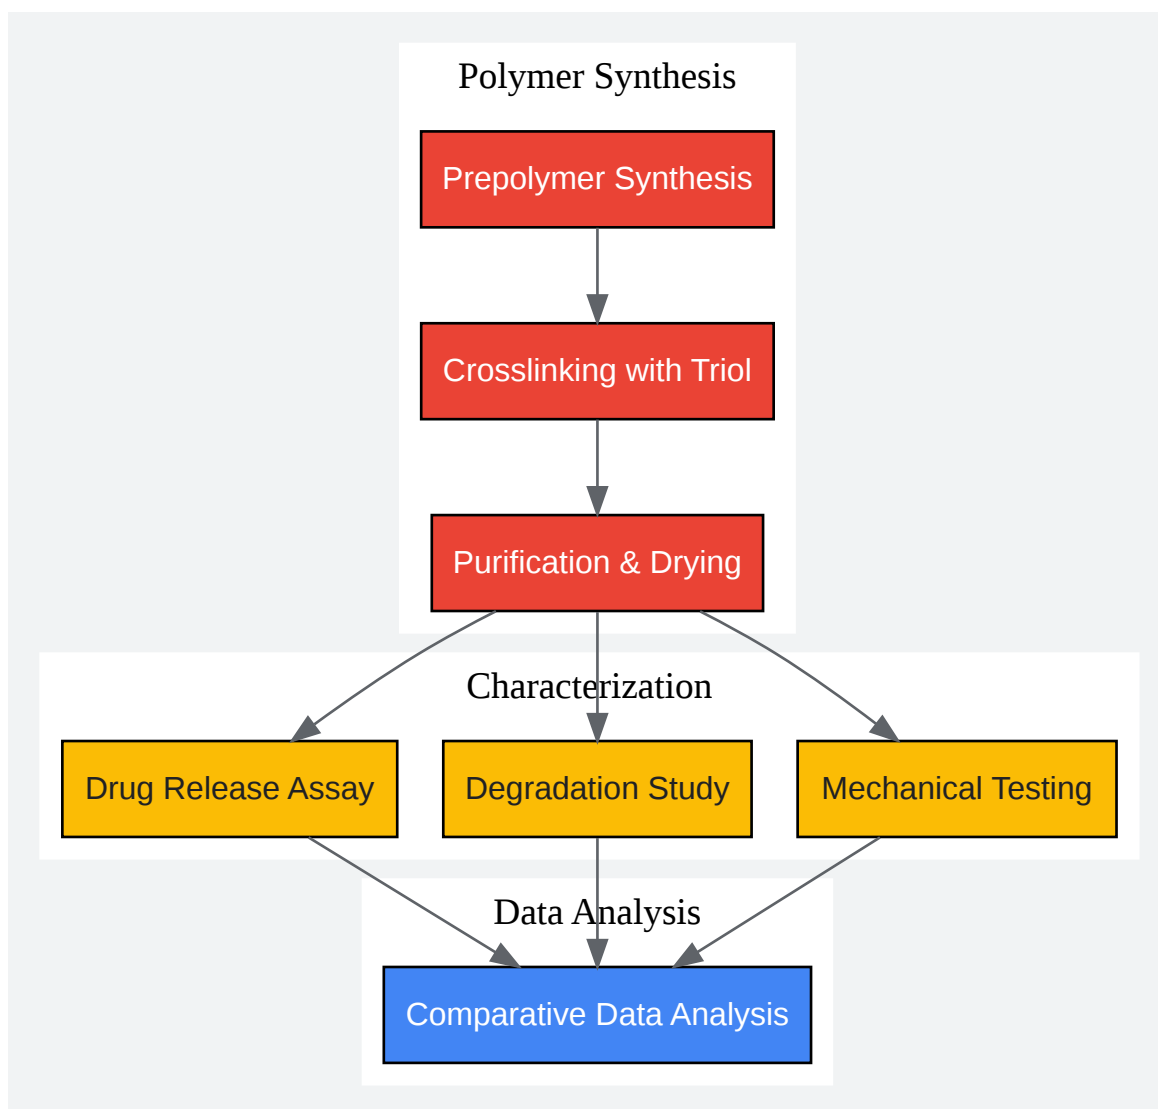 Polymer Synthesis
Prepolymer Synthesis
Crosslinking with Triol
Purification & Drying
Characterization
Drug Release Assay
Degradation Study
Mechanical Testing
Data Analysis
Comparative Data Analysis